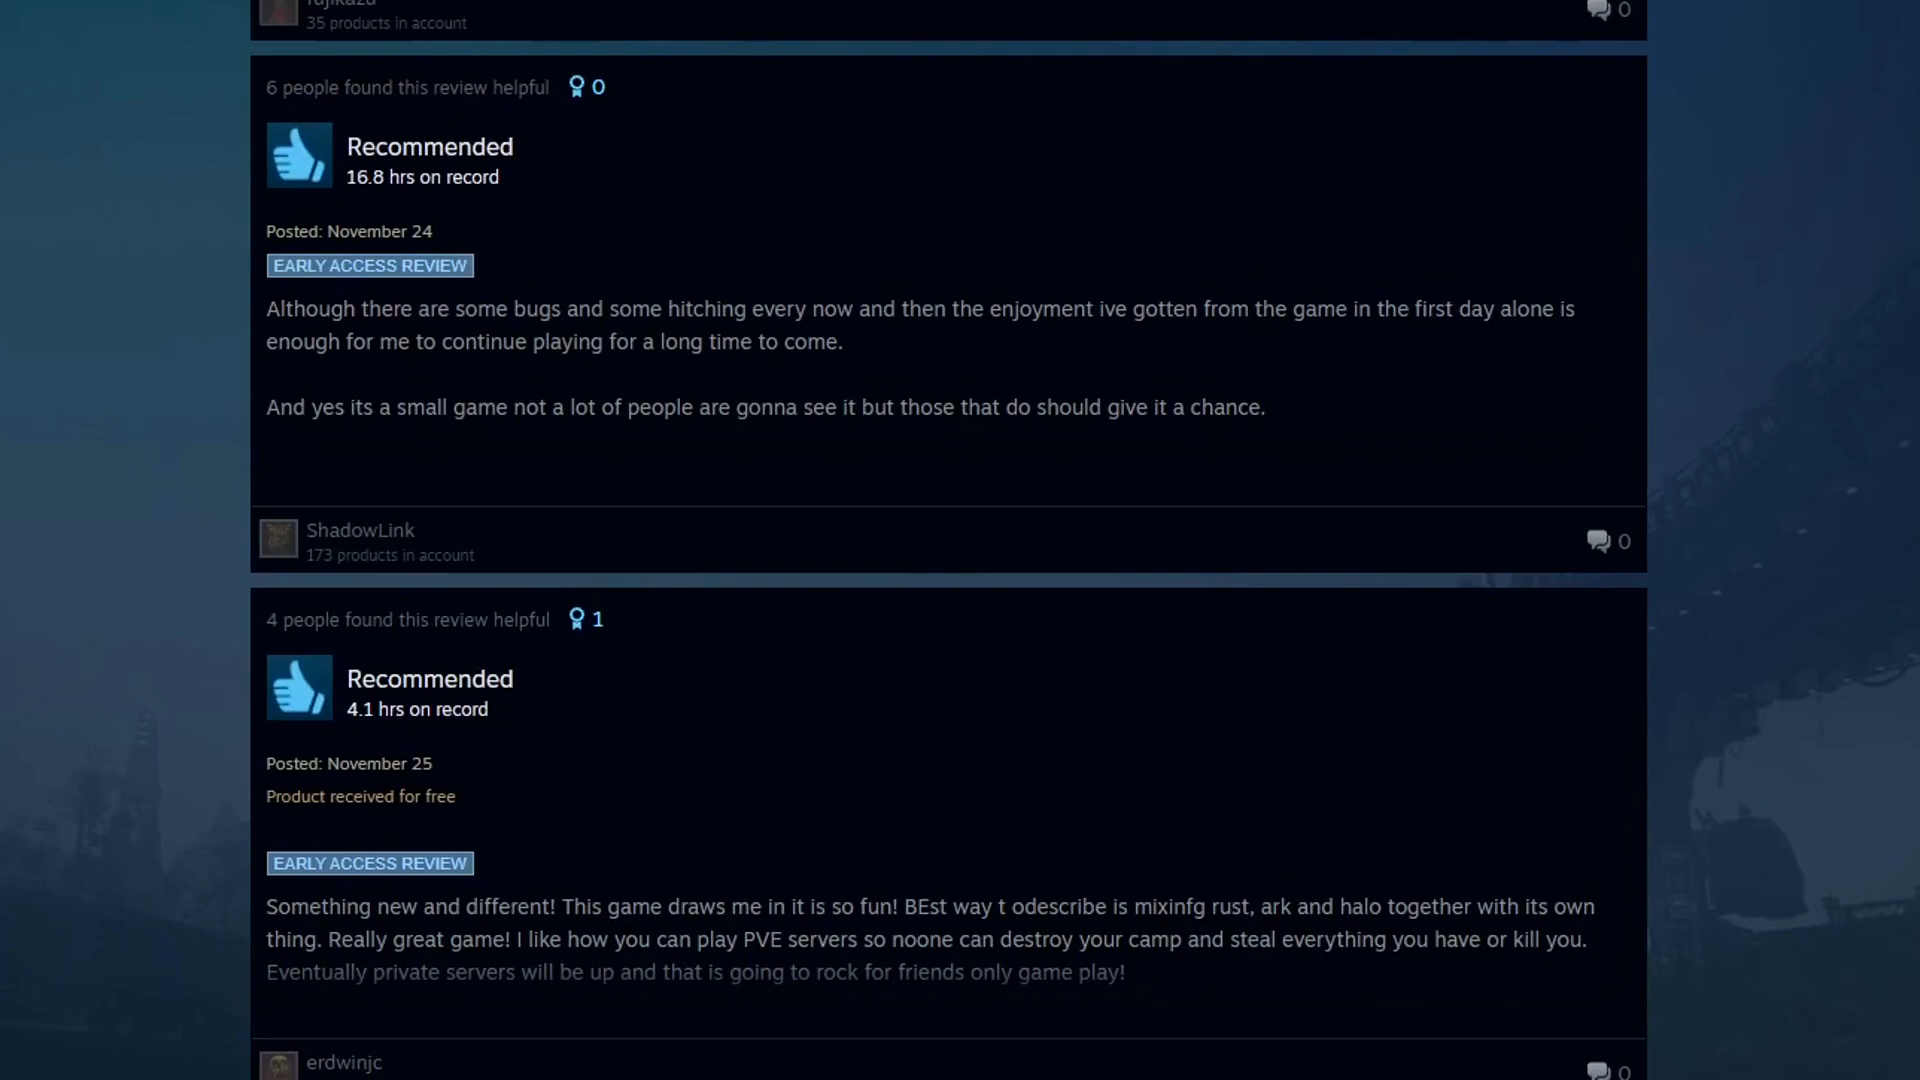 35 products in account
0
6 people found this review helpful 0
Recommended
16.8 hrs on record
Posted: November 24
EARLY ACCESS REVIEW
Although there are some bugs and some hitching every now and then the enjoyment ive gotten from the game in the first day alone is
enough for me to continue playing for a long time to come.
And yes its a small game not a lot of people are gonna see it but those that do should give it a chance.
ShadowLink
173 products in account
0
4 people found this review helpful 1
Recommended
4.1 hrs on record
Posted: November 25
Product received for free
EARLY ACCESS REVIEW
Something new and different! This game draws me in it is so fun! BEst way t odescribe is mixinfg rust, ark and halo together with its own
thing. Really great game! I like how you can play PVE servers so noone can destroy your camp and steal everything you have or kill you.
Eventually private servers will be up and that is going to rock for friends only game play!
erdwinjc
0